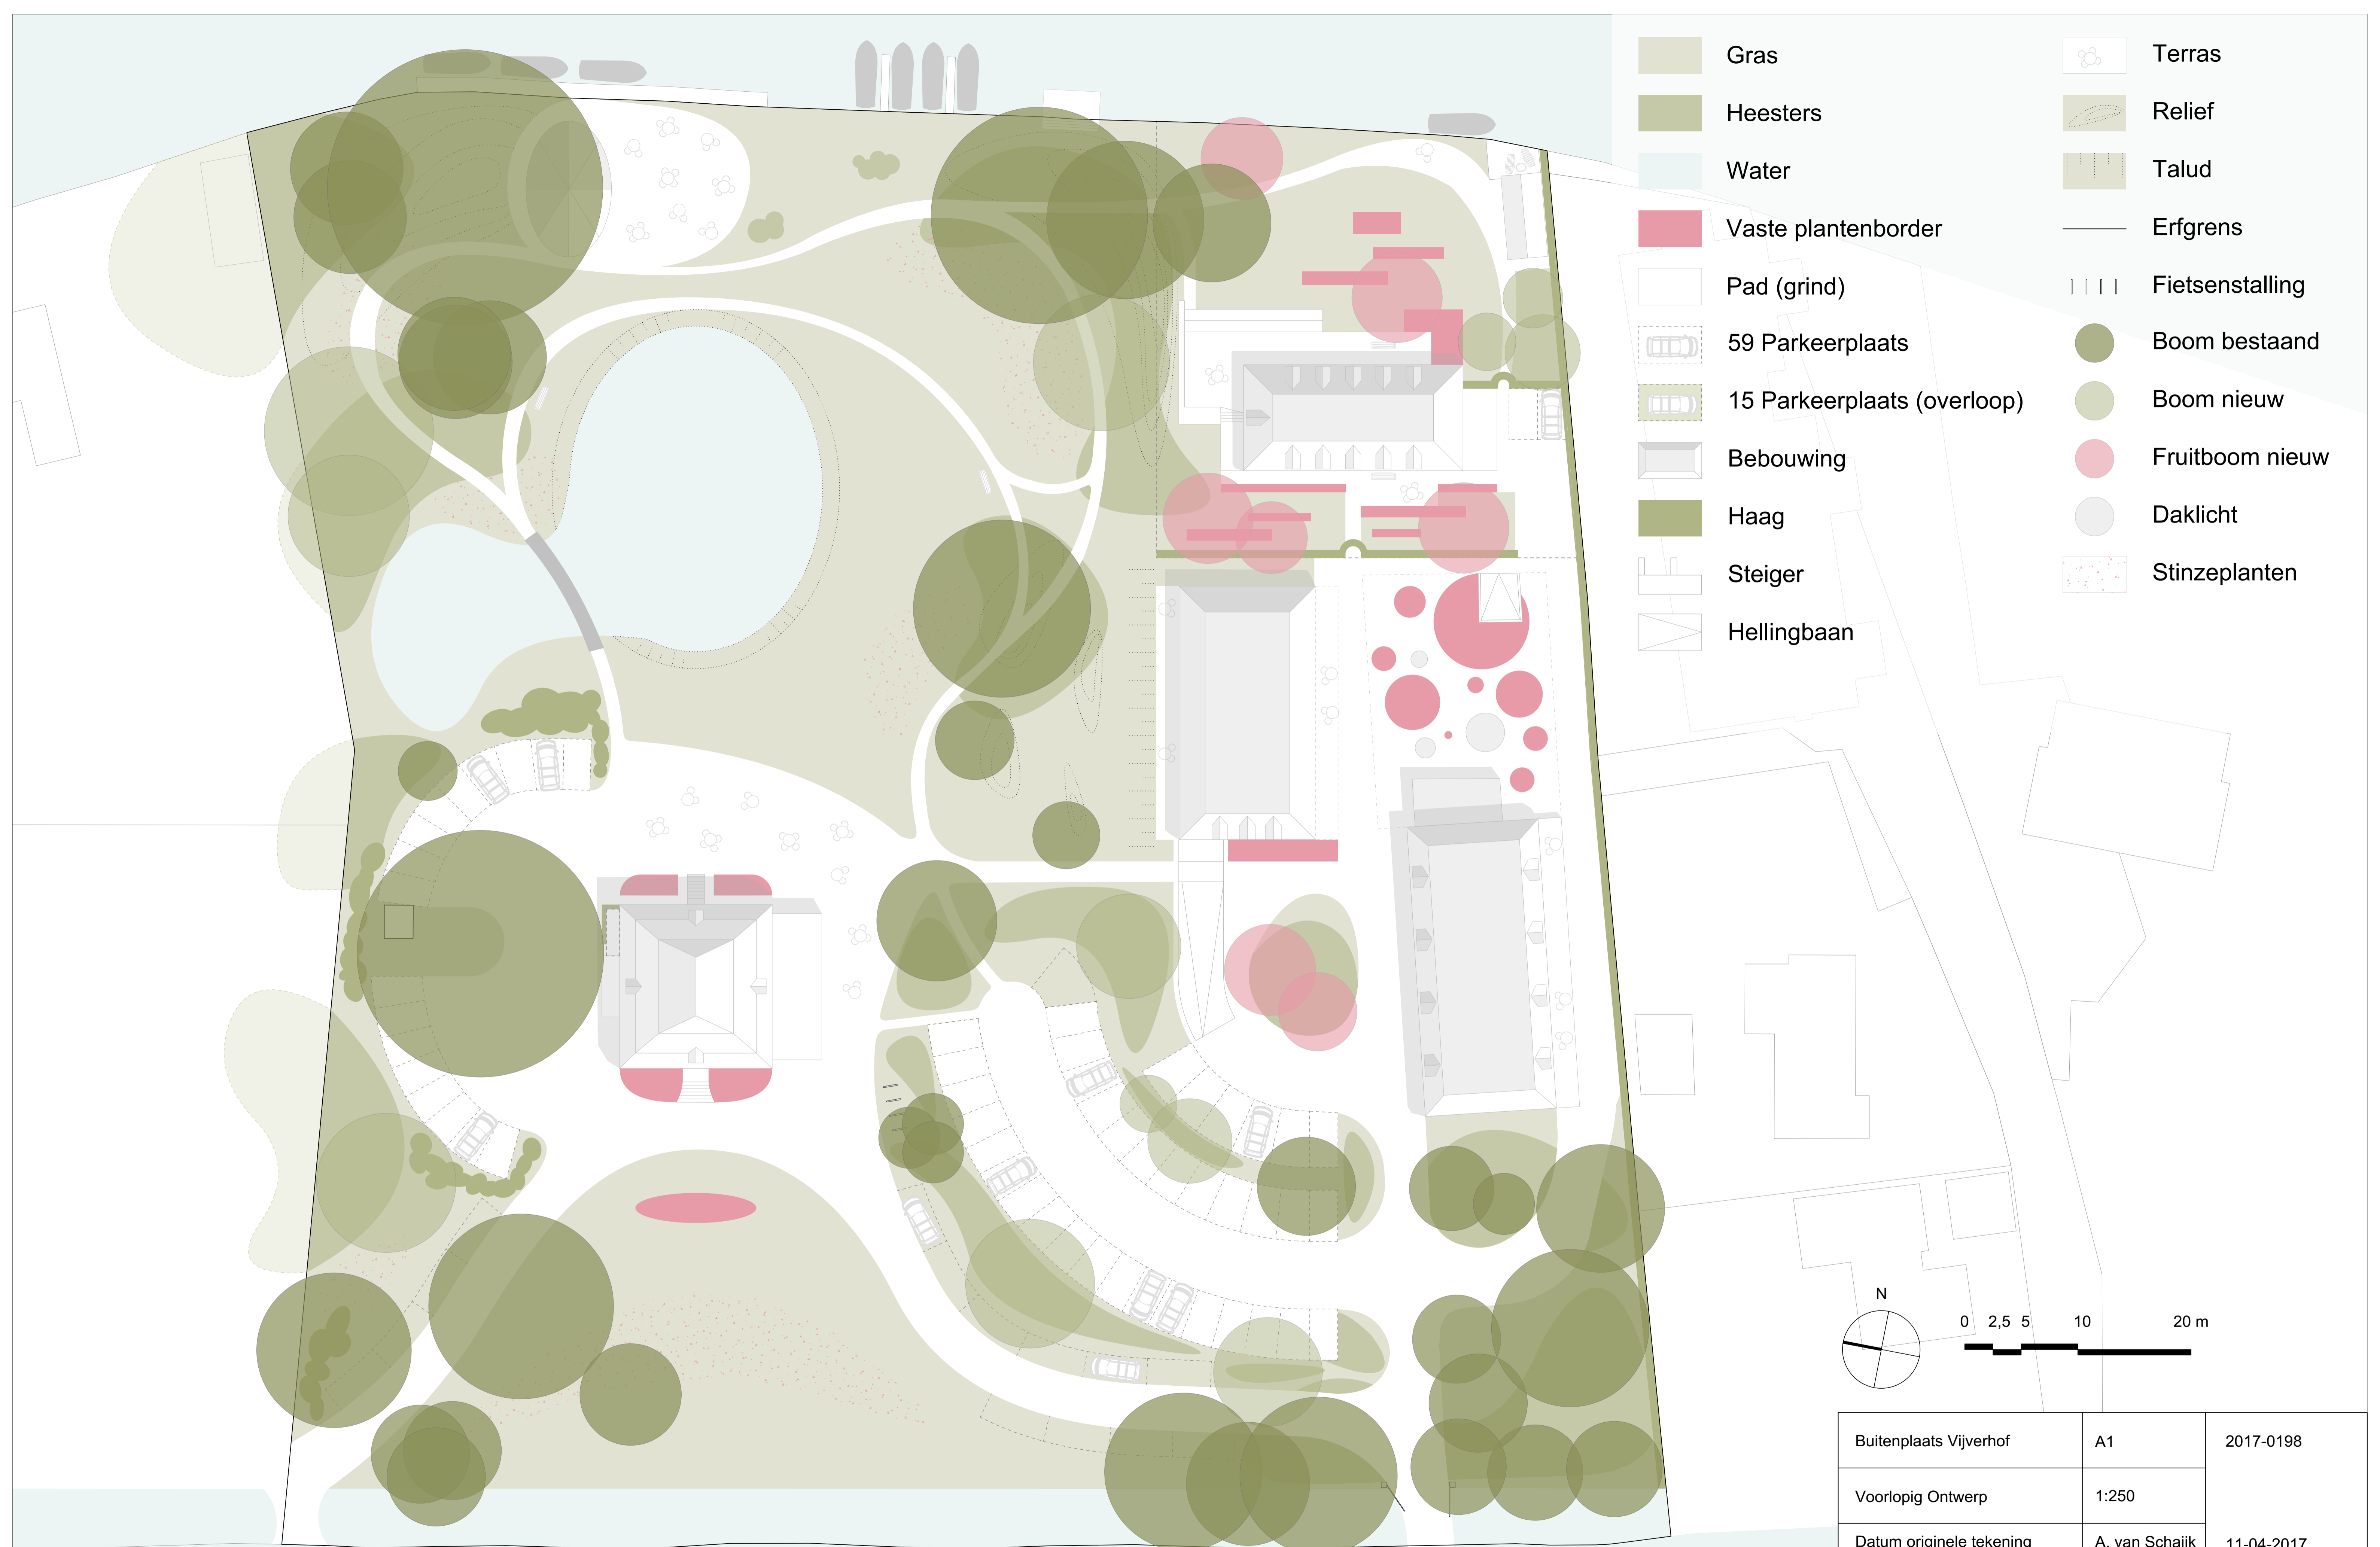 Gras
Heesters
Water
Vaste plantenborder
Pad (grind)
59 Parkeerplaats
15 Parkeerplaats (overloop)
Bebouwing
Haag
Steiger
Hellingbaan
Terras
Relief
Talud
Erfgrens
Fietsenstalling
Boom bestaand
Boom nieuw
Fruitboom nieuw
Daklicht
Stinzeplanten
N
0 2,5 5 10 20 m
Buitenplaats Vijverhof A1 2017-0198
Voorlopig Ontwerp 1:250
Datum originele tekening A. van Schaijk 11-04-2017